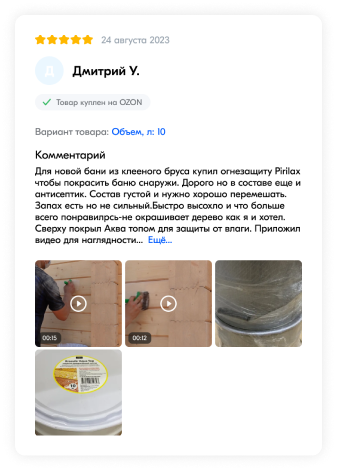 24 августа 2023
Д
Дмитрий У.
Товар куплен на OZON
Вариант товара: Объем, л: 10
Комментарий
Для новой бани из клееного бруса купил огнезащиту Pirilax
чтобы покрасить баню снаружи. Дорого но в составе еще и
антисептик. Состав густой и нужно хорошо перемешать.
Запах есть но не сильный.Быстро высохло и что больше
всего понравилрсь-не окрашивает дерево как я и хотел.
Сверху покрыл Аква топом для защиты от влаги. Приложил
видео для наглядности... Ещё...
00:15
00:12
10